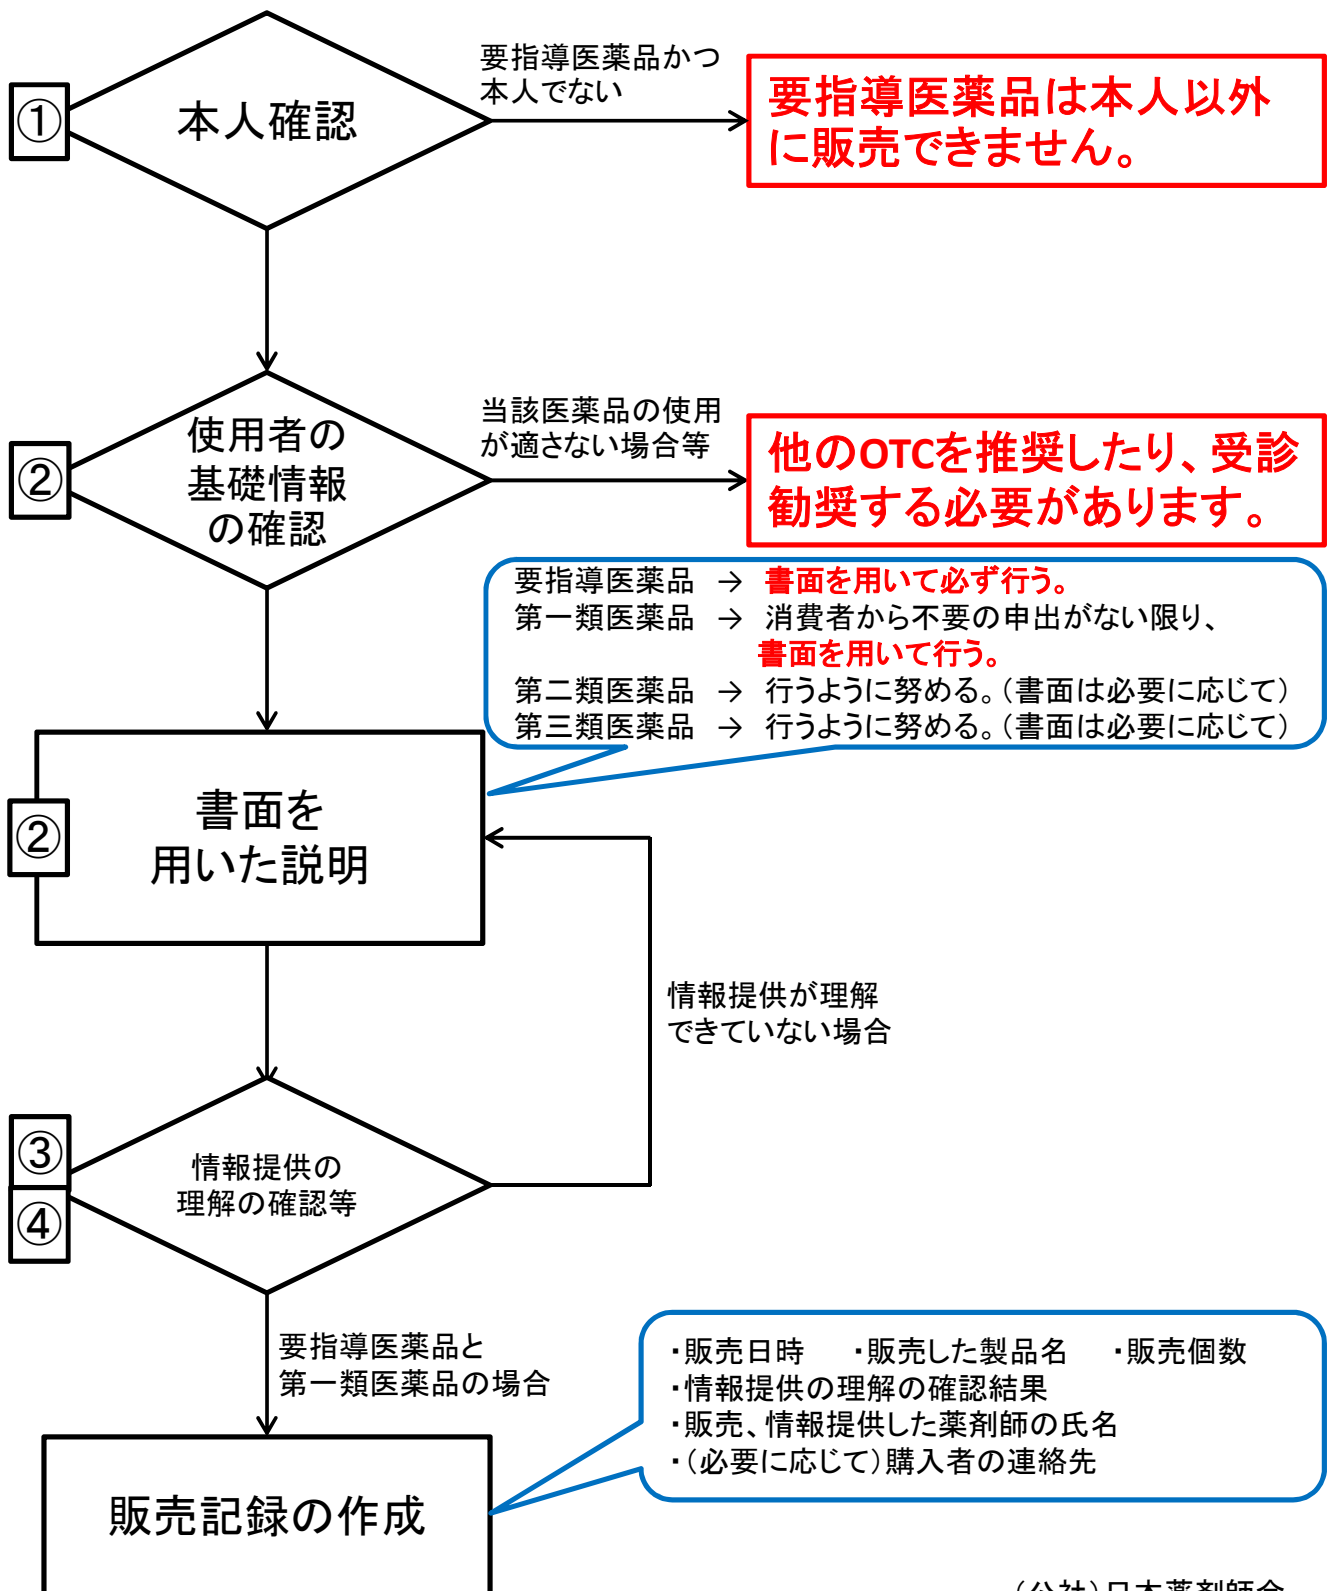 ①
本人確認
要指導医薬品かつ
本人でない
要指導医薬品は本人以外
に販売できません。
②
使用者の
基礎情報
の確認
当該医薬品の使用
が適さない場合等
他のOTCを推奨したり、受診
勧奨する必要があります。
要指導医薬品 → 書面を用いて必ず行う。
第一類医薬品 → 消費者から不要の申出がない限り、
書面を用いて行う。
第二類医薬品 → 行うように努める。（書面は必要に応じて）
第三類医薬品 → 行うように努める。（書面は必要に応じて）
②
書面を
用いた説明
情報提供が理解
できていない場合
③
④
情報提供の
理解の確認等
要指導医薬品と
第一類医薬品の場合
・販売日時 ・販売した製品名 ・販売個数
・情報提供の理解の確認結果
・販売、情報提供した薬剤師の氏名
・（必要に応じて）購入者の連絡先
販売記録の作成
（公社）日本薬剤師会